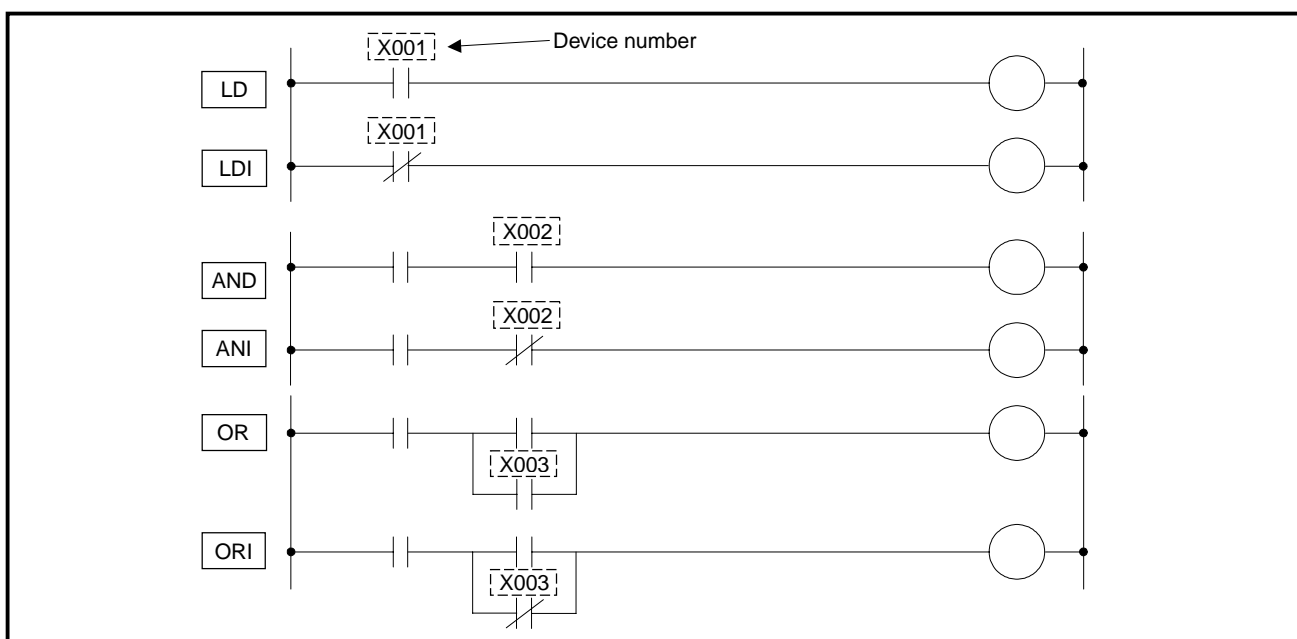 X001
Device number
LD
X001
LDI
X002
AND
X002
ANI
OR
X003
ORI
X003